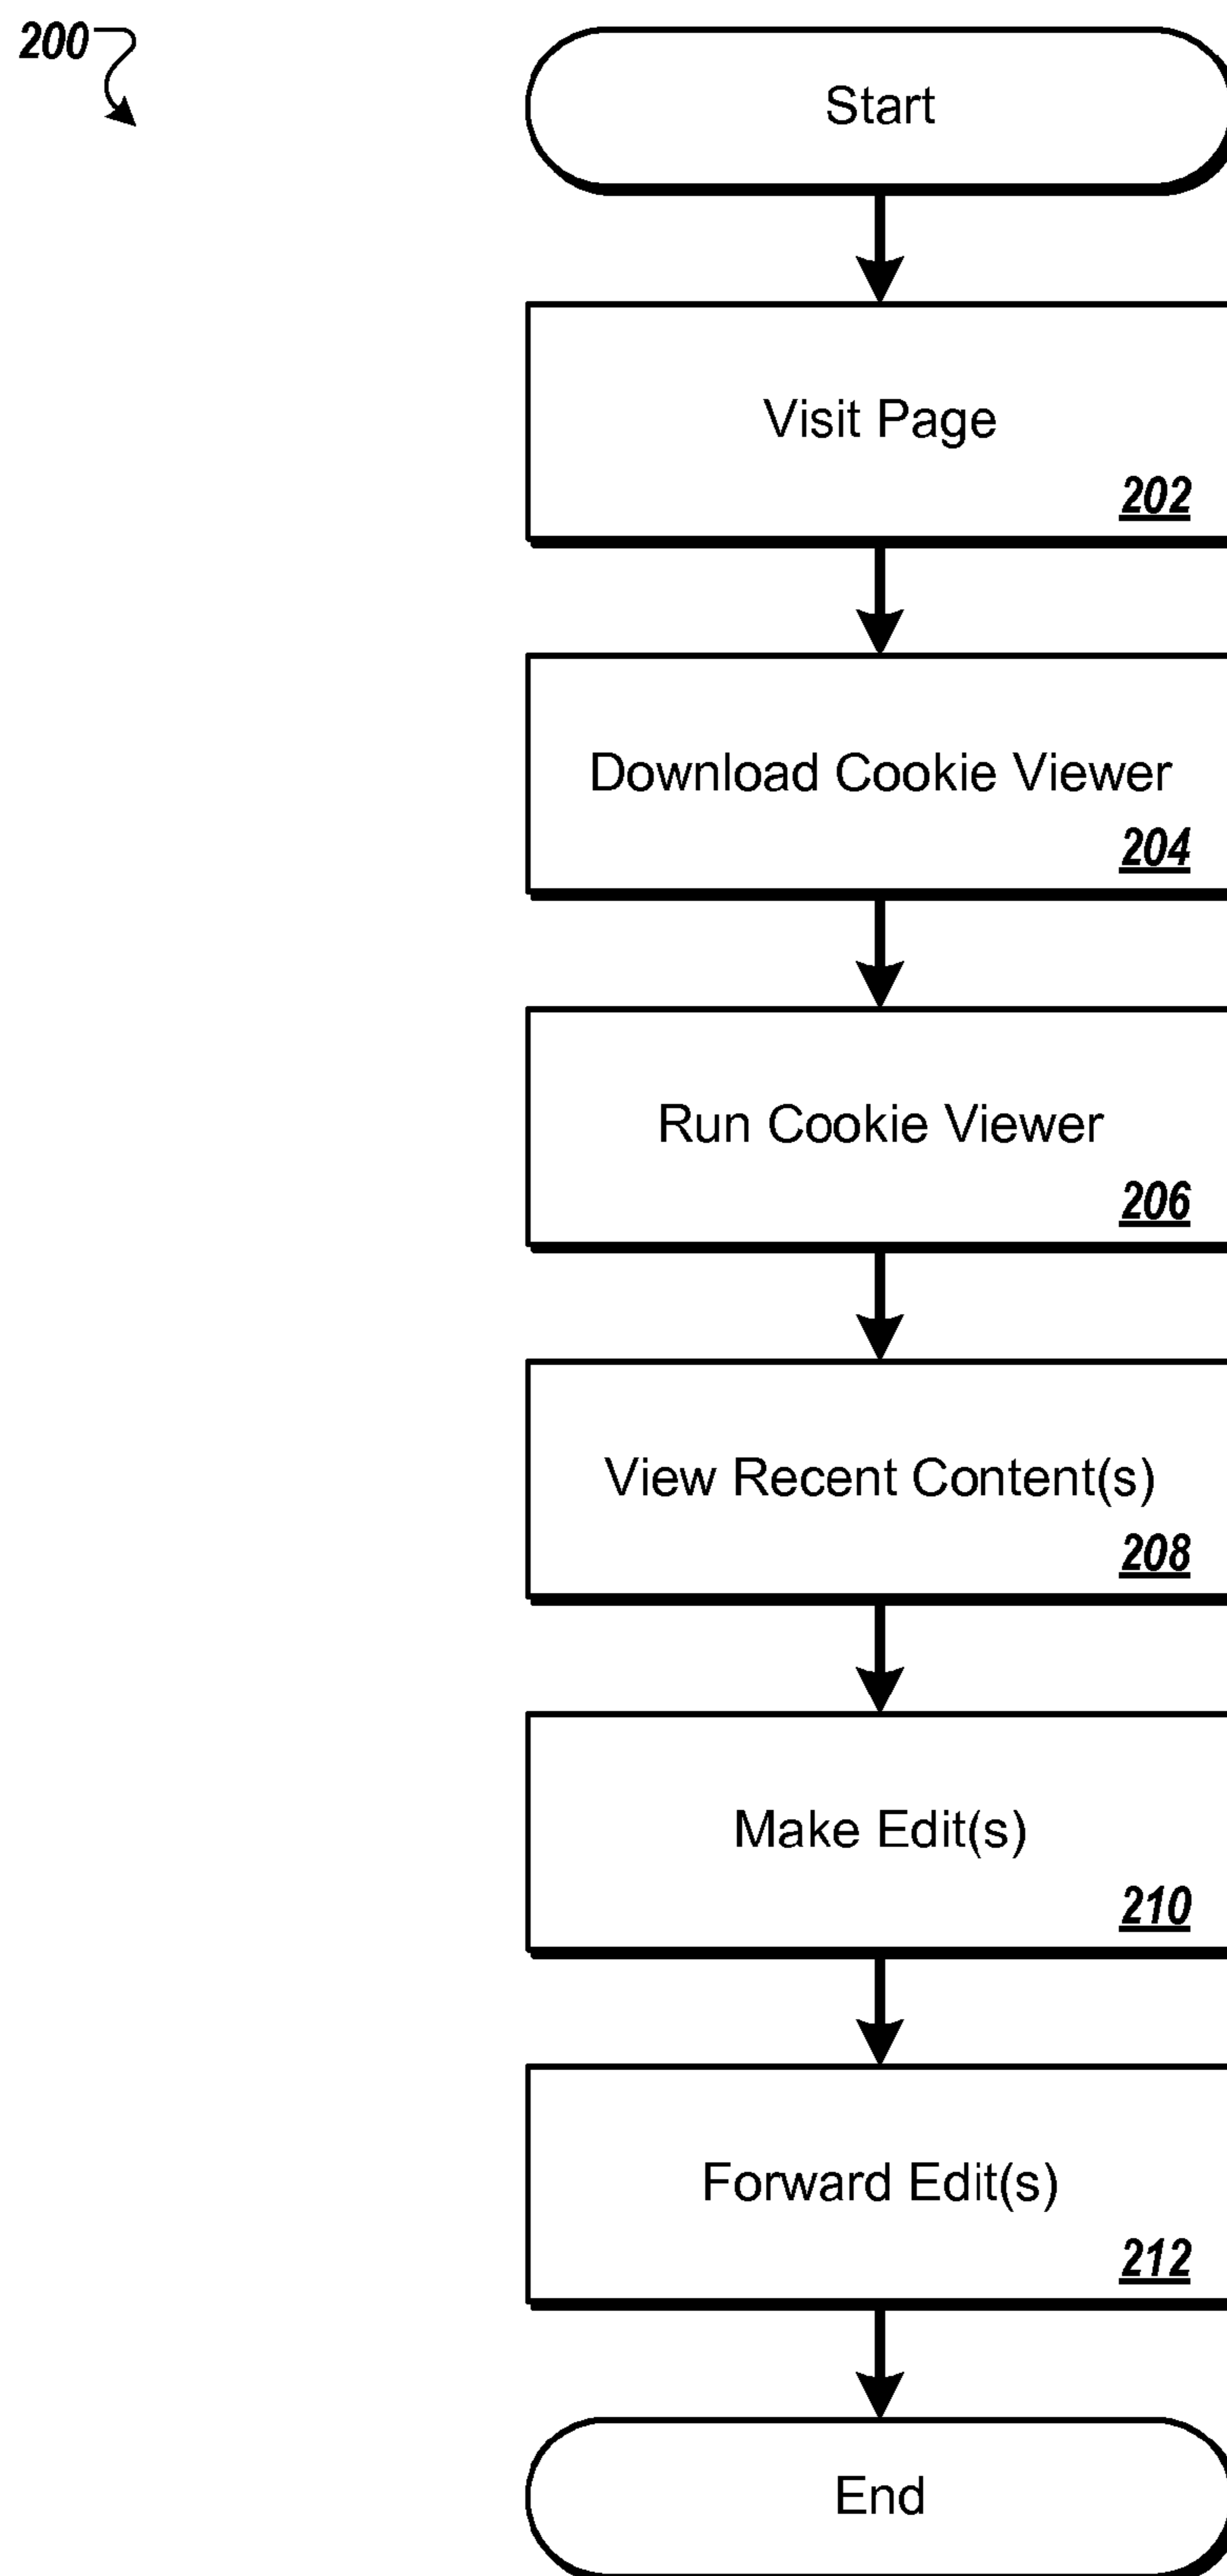 200
Start
Visit Page
202
Download Cookie Viewer
204
Run Cookie Viewer
206
View Recent Content(s)
208
Make Edit(s)
210
Forward Edit(s)
212
End